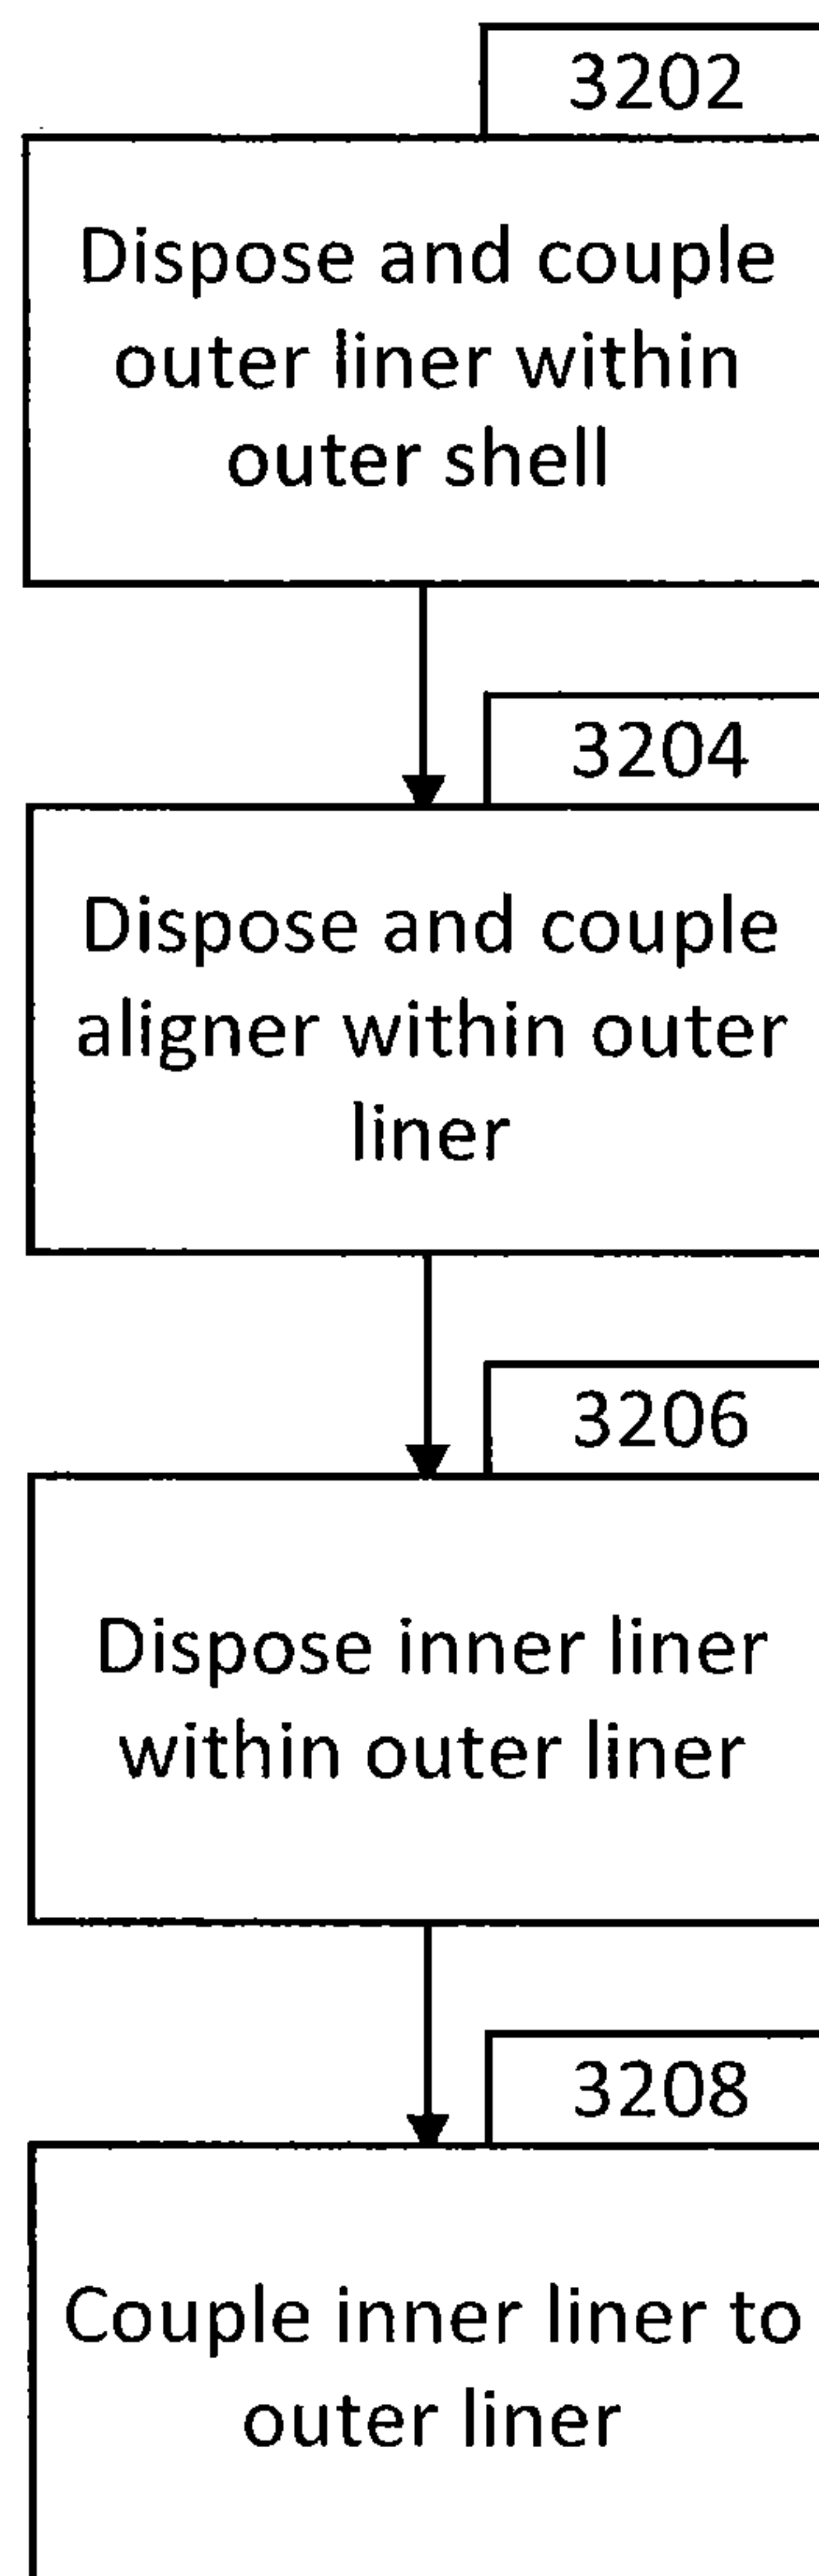 3202
Dispose and couple
outer liner within
outer shell
3204
Dispose and couple
aligner within outer
liner
3206
Dispose inner liner
within outer liner
3208
Couple inner liner to
outer liner